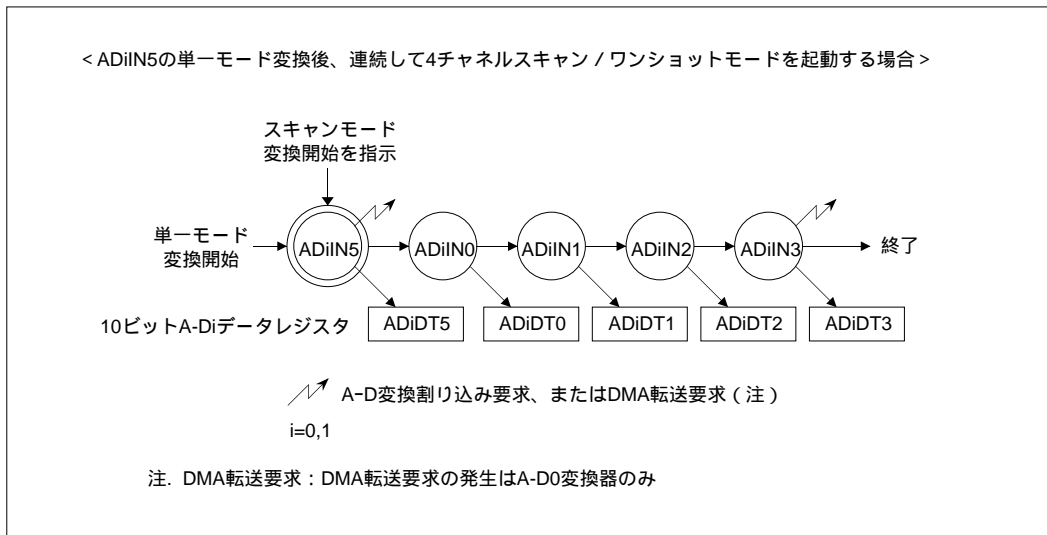 < ADiIN5の単一モード変換後、連続して4チャネルスキャン / ワンショットモードを起動する場合 >
スキャンモード
変換開始を指示
単一モード
変換開始
ADiIN5
ADiIN0
ADiIN1
ADiIN2
ADiIN3
終了
10ビットA-Diデータレジスタ
ADiDT5
ADiDT0
ADiDT1
ADiDT2
ADiDT3
A-D変換割り込み要求、またはDMA転送要求 ( 注 )
i=0,1
注. DMA転送要求 : DMA転送要求の発生はA-D0変換器のみ